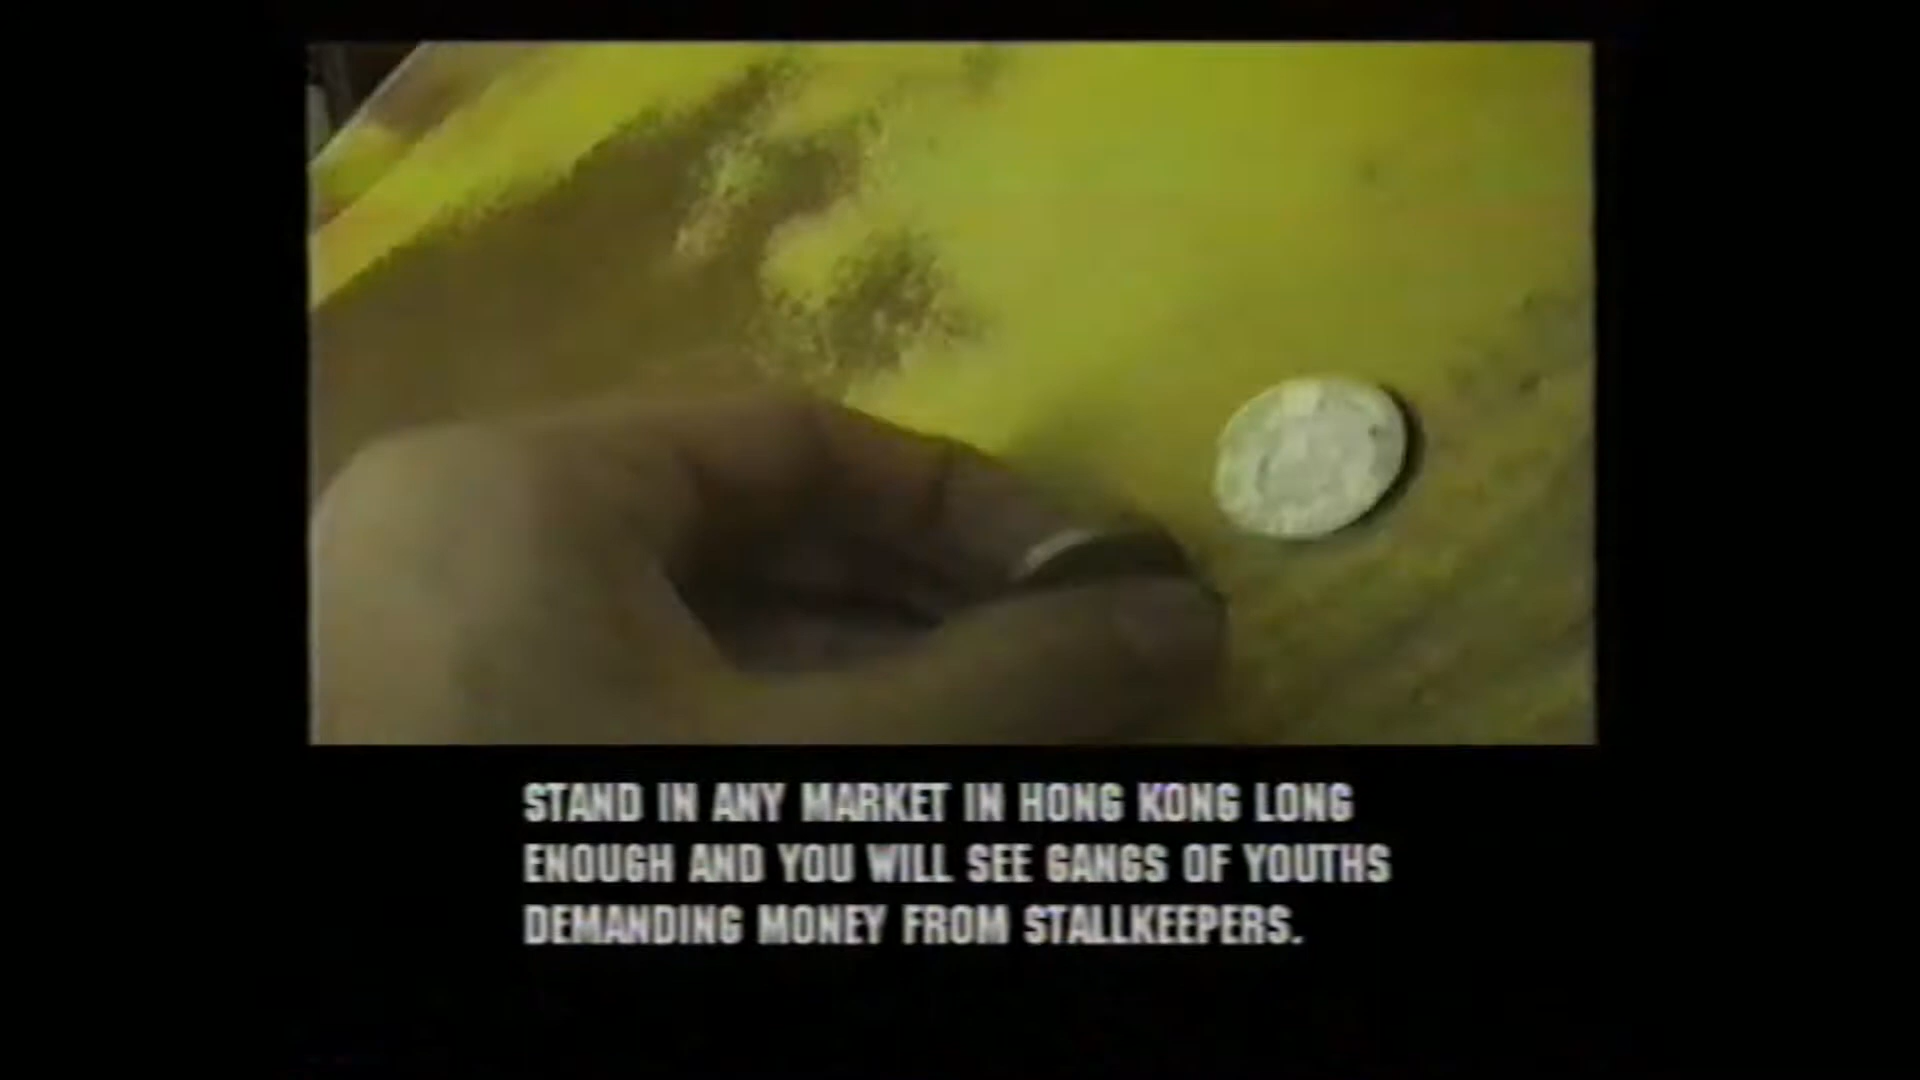 STAND IN ANY MARKET IN HONG KONG LONG
ENOUGH AND YOU WILL SEE GANGS OF YOUTHS
DEMANDING MONEY FROM STALLKEEPERS.